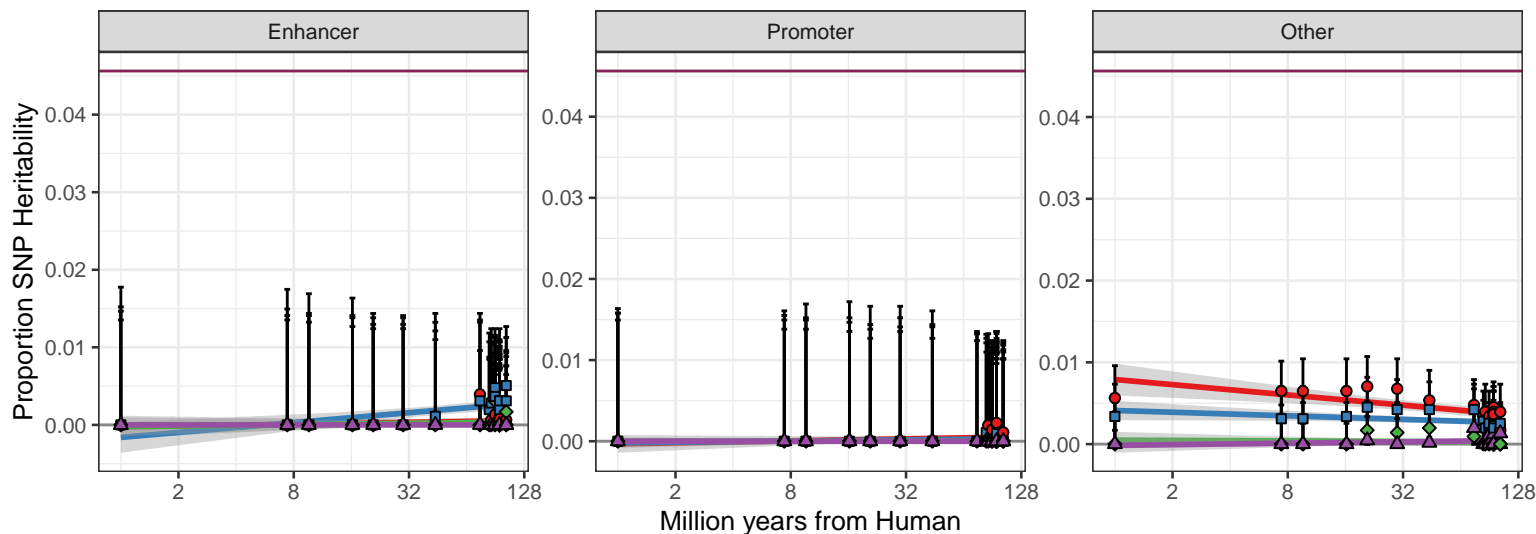 Enhancer
Promoter
Other
Proportion SNP Heritability
0.04
0.03
0.02
0.01
0.00
0.04
0.03
0.02
0.01
0.00
0.04
0.03
0.02
0.01
0.00
2 8 32 128
2 8 32 128
2 8 32 128
Million years from Human